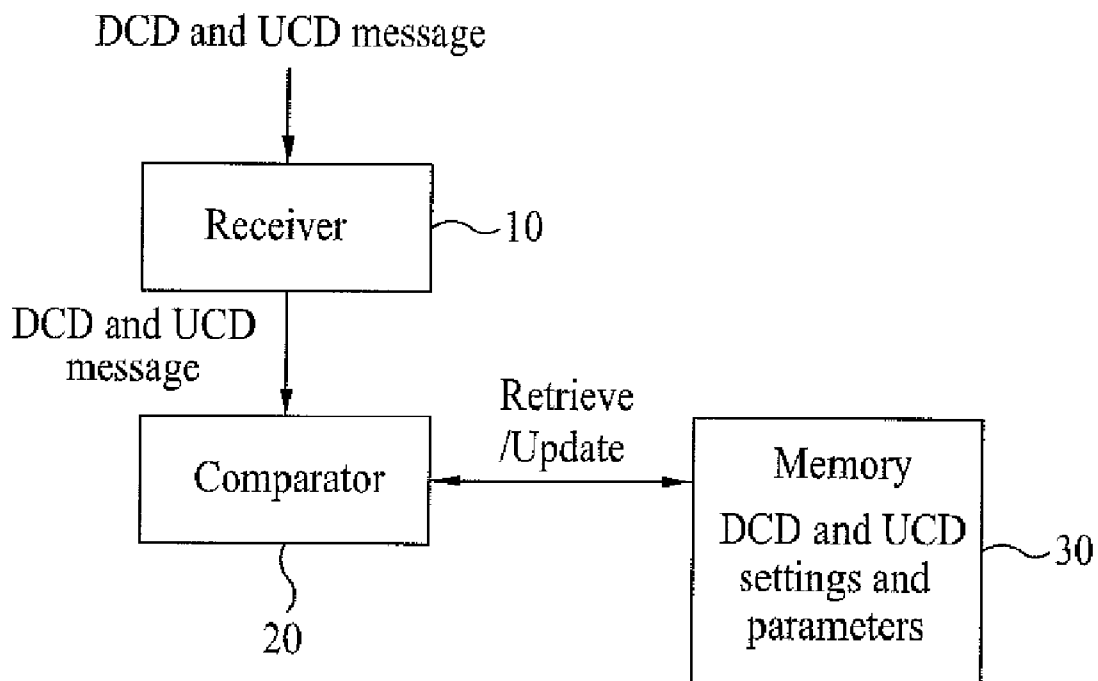 DCD and UCD message
Receiver
10
DCD and UCD
message
Retrieve
/Update
Comparator
20
Memory
DCD and UCD
settings and
parameters
30